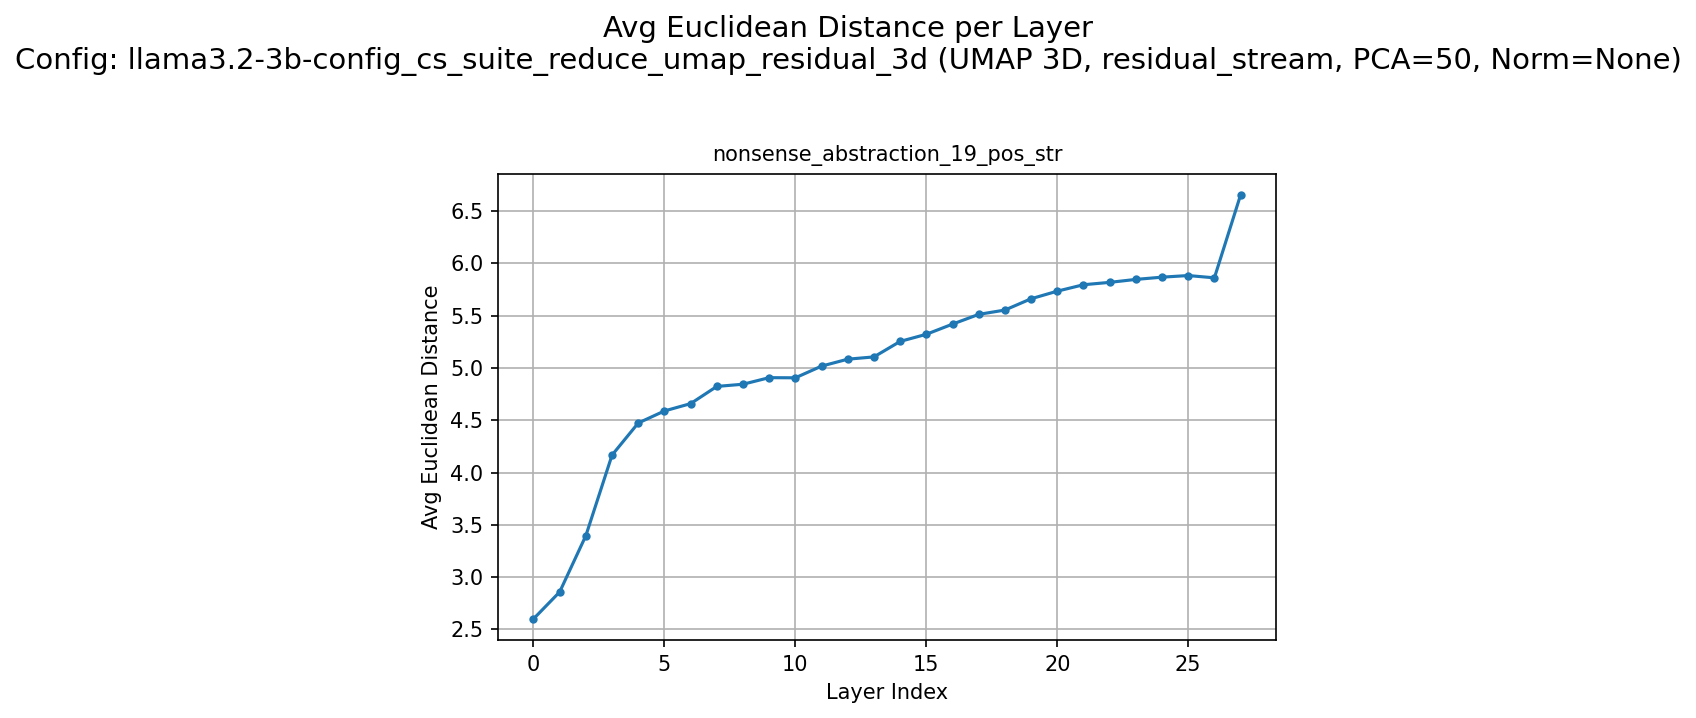 Avg Euclidean Distance per Layer
Config: llama3.2-3b-config_cs_suite_reduce_umap_residual_3d (UMAP 3D, residual_stream, PCA=50, Norm=None)
nonsense_abstraction_19_pos_str
6.5
6.0
5.5
5.0
4.5
4.0
3.5
3.0
2.5
Avg Euclidean Distance
0 5 10 15 20 25
Layer Index